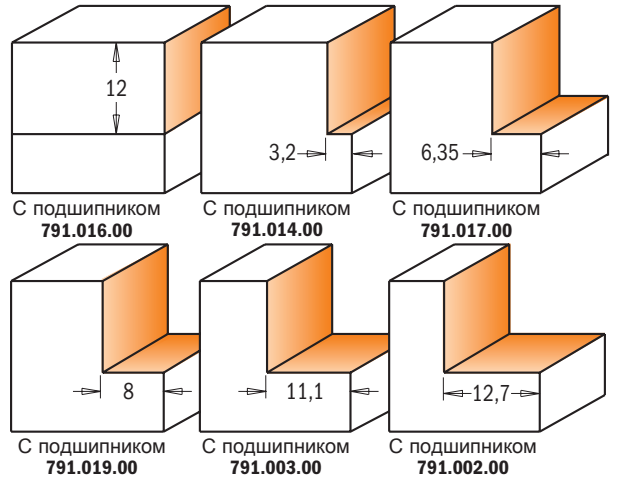 12
3,2
6,35
С подшипником
791.016.00
С подшипником
791.014.00
С подшипником
791.017.00
8
11,1
12,7
С подшипником
791.019.00
С подшипником
791.003.00
С подшипником
791.002.00